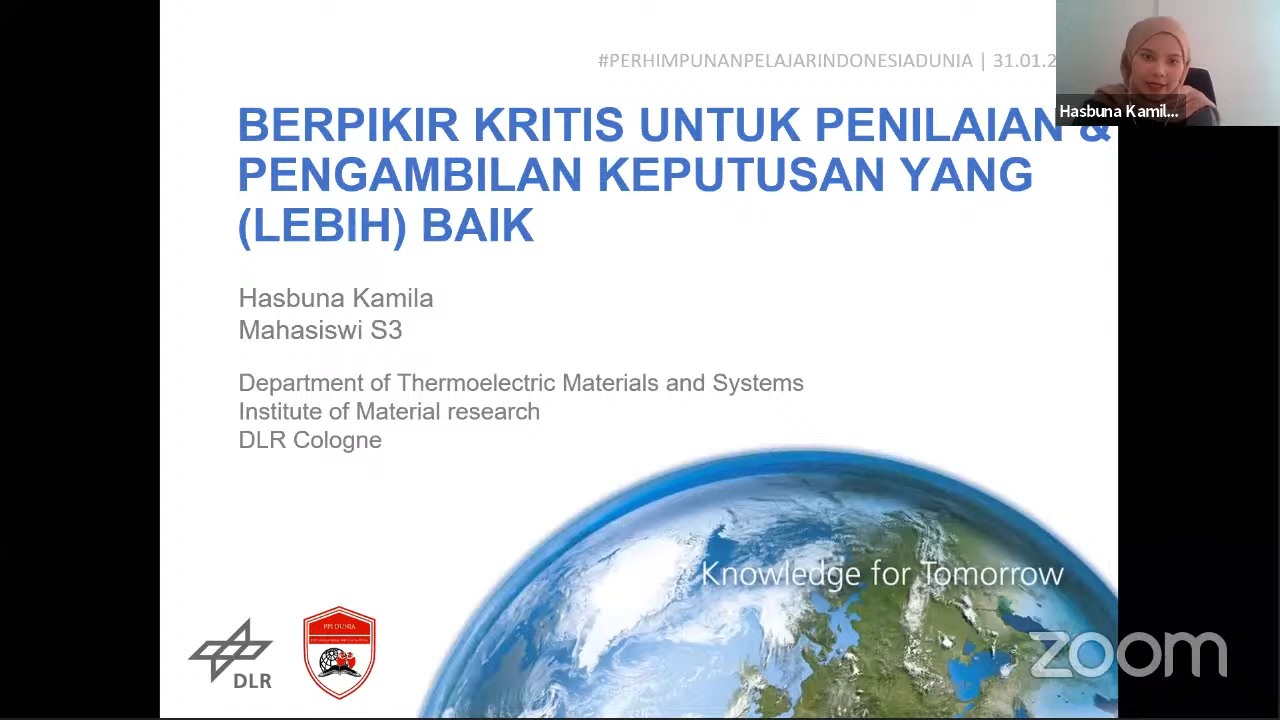 #PERHIMPUNANPELAJARINDONESIADUNIA | 31.01.2
Hasbuna Kamil...
BERPIKIR KRITIS UNTUK PENILAIAN &
PENGAMBILAN KEPUTUSAN YANG
(LEBIH) BAIK
Hasbuna Kamila
Mahasiswi S3
Department of Thermoelectric Materials and Systems
Institute of Material research
DLR Cologne
Knowledge for Tomorrow
PPI DUNIA
DLR
zoom